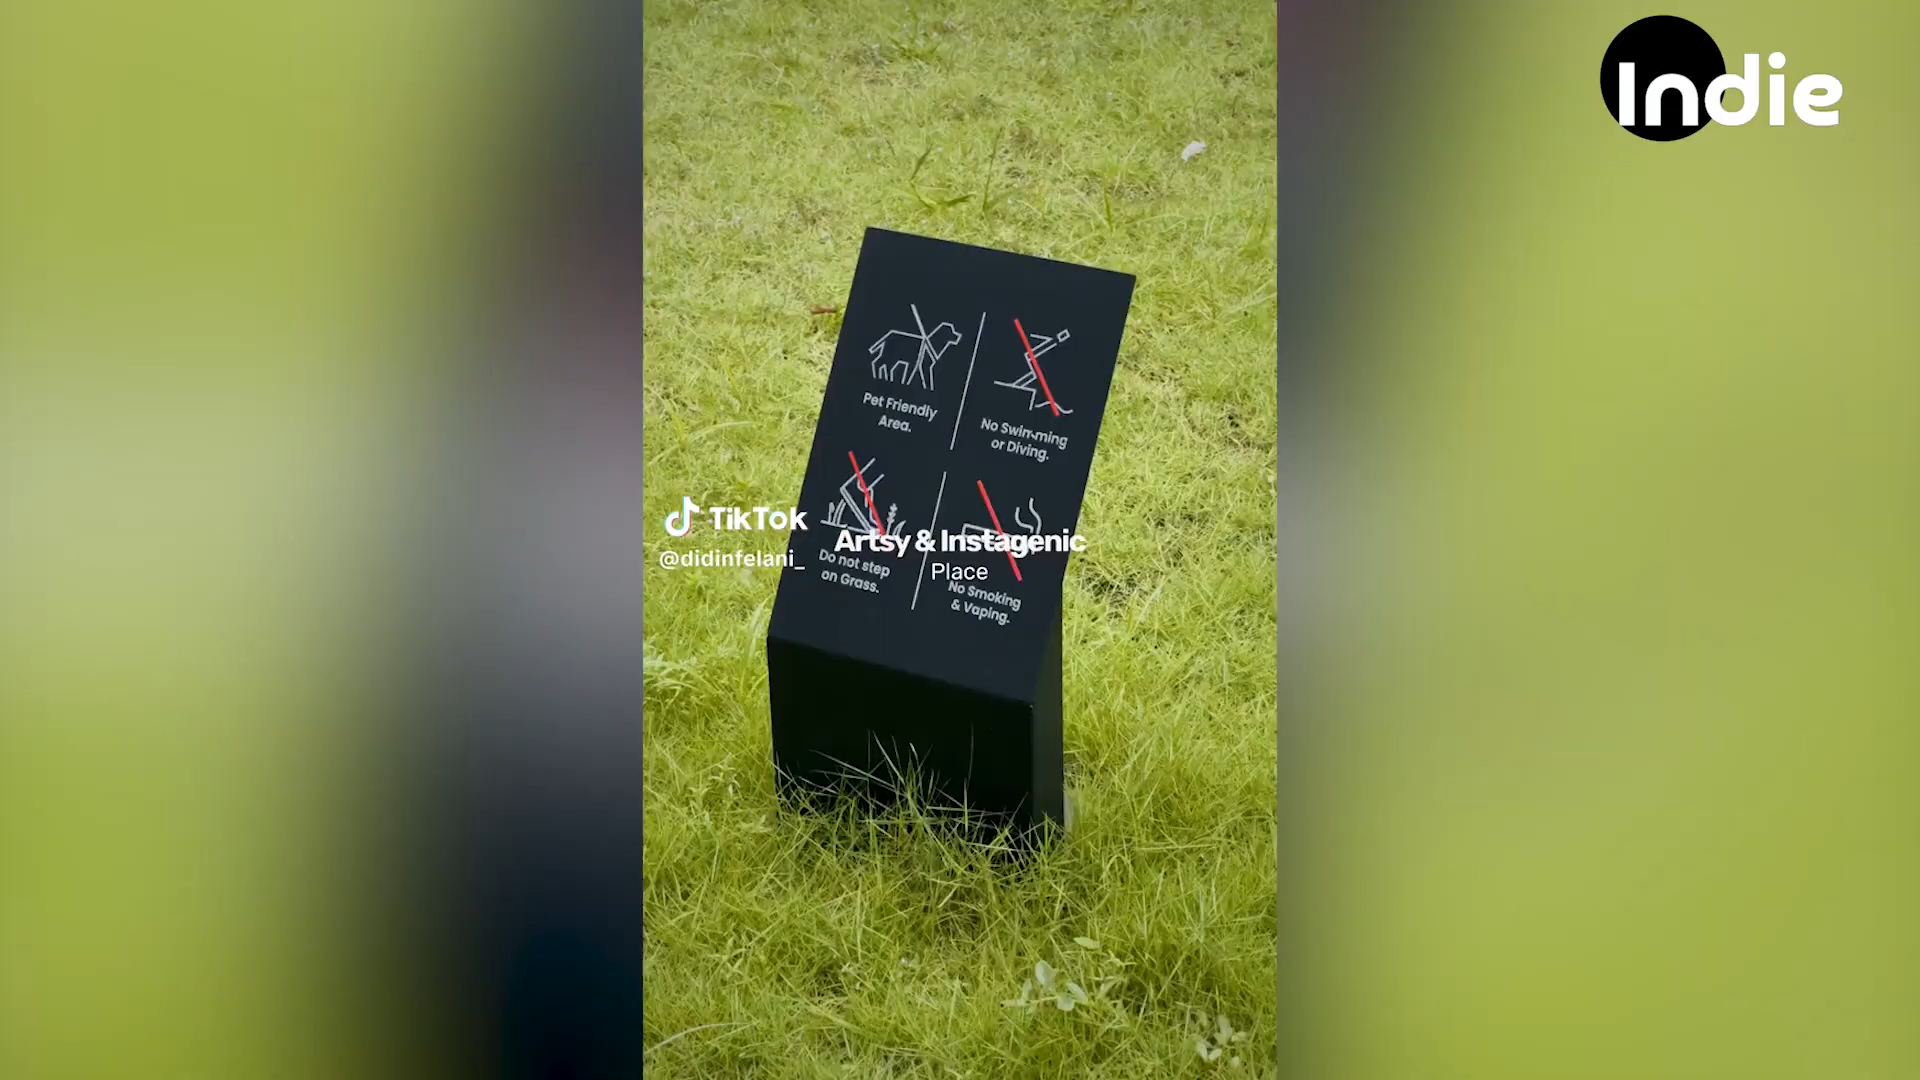 Indie
Pet Friendly
Area.
No Swimming
or Diving.
TikTok
@didinfelani_
Artsy & Instagenic
Place
Do not step
on Grass.
No Smoking
& Vaping.